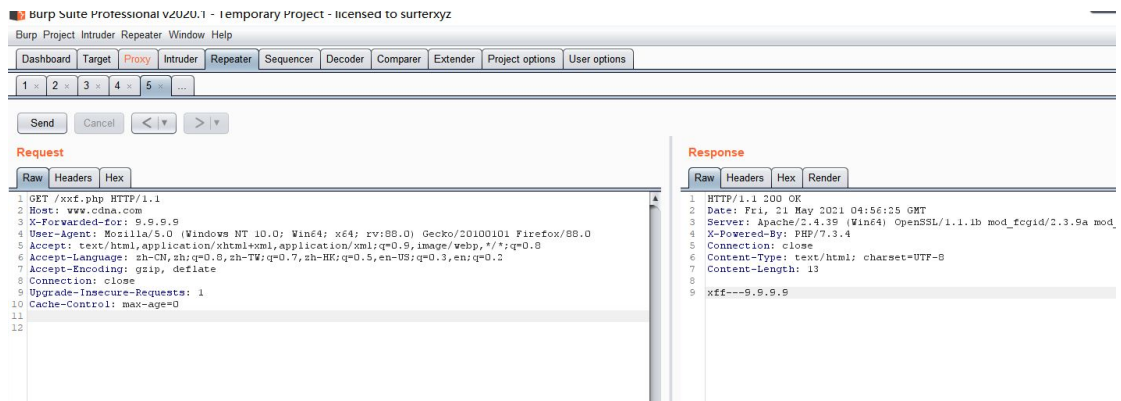 Burp Suite Professional v2020.1 - Temporary Project - licensed to surferxyz
Burp Project Intruder Repeater Window Help
Dashboard Target Proxy Intruder Repeater Sequencer Decoder Comparer Extender Project options User options
1 × 2 × 3 × 4 × 5 × ...
Send Cancel < | ▼ > | ▼
Request
Raw Headers Hex
1 GET /xxf.php HTTP/1.1
2 Host: www.cdna.com
3 X-Forwarded-for: 9.9.9.9
4 User-Agent: Mozilla/5.0 (Windows NT 10.0; Win64; x64; rv:88.0) Gecko/20100101 Firefox/88.0
5 Accept: text/html,application/xhtml+xml,application/xml;q=0.9,image/webp,*/*;q=0.8
6 Accept-Language: zh-CN,zh;q=0.8,zh-TW;q=0.7,zh-HK;q=0.5,en-US;q=0.3,en;q=0.2
7 Accept-Encoding: gzip, deflate
8 Connection: close
9 Upgrade-Insecure-Requests: 1
10 Cache-Control: max-age=0
11
12
Response
Raw Headers Hex Render
1 HTTP/1.1 200 OK
2 Date: Fri, 21 May 2021 04:56:25 GMT
3 Server: Apache/2.4.39 (Win64) OpenSSL/1.1.1b mod_fcgid/2.3.9a mod_
4 X-Powered-By: PHP/7.3.4
5 Connection: close
6 Content-Type: text/html; charset=UTF-8
7 Content-Length: 13
8
9 xff---9.9.9.9